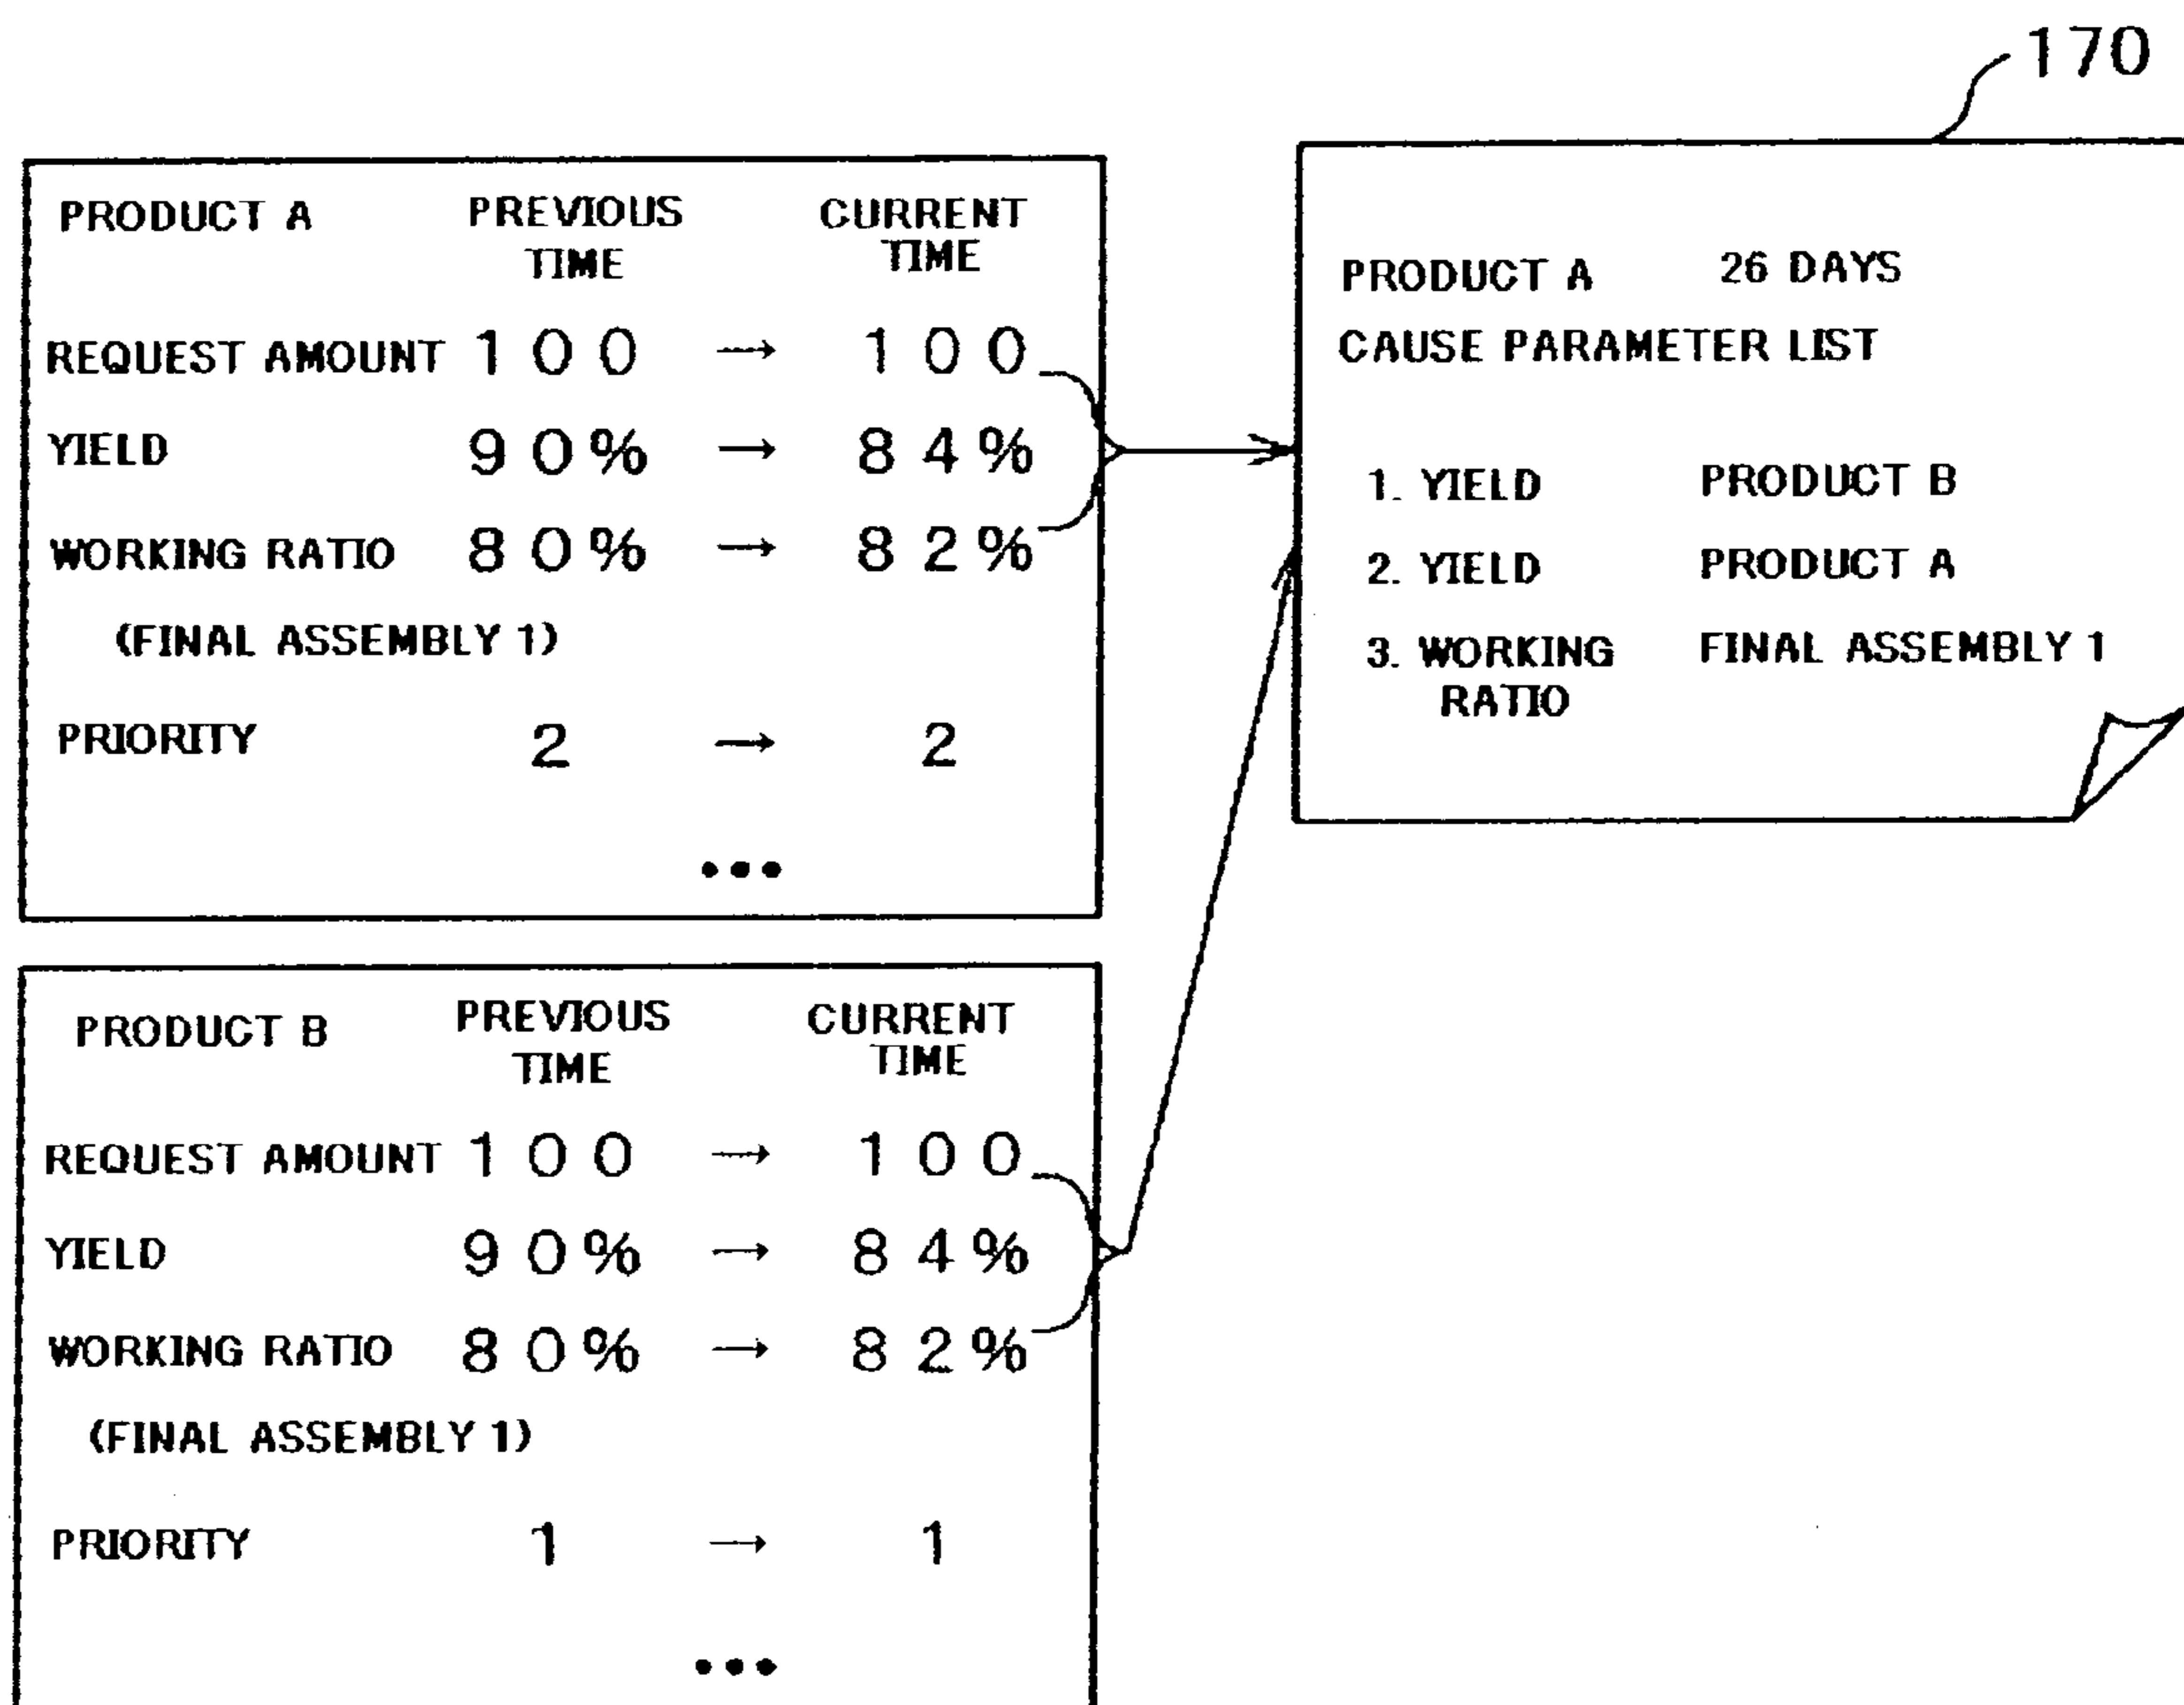 170
PRODUCT A PREVIOUS TIME CURRENT TIME
REQUEST AMOUNT 100 → 100
YIELD 90% → 84%
WORKING RATIO 80% → 82%
(FINAL ASSEMBLY 1)
PRIORITY 2 → 2
•••
PRODUCT A 26 DAYS
CAUSE PARAMETER LIST
1. YIELD PRODUCT B
2. YIELD PRODUCT A
3. WORKING RATIO FINAL ASSEMBLY 1
PRODUCT B PREVIOUS TIME CURRENT TIME
REQUEST AMOUNT 100 → 100
YIELD 90% → 84%
WORKING RATIO 80% → 82%
(FINAL ASSEMBLY 1)
PRIORITY 1 → 1
•••